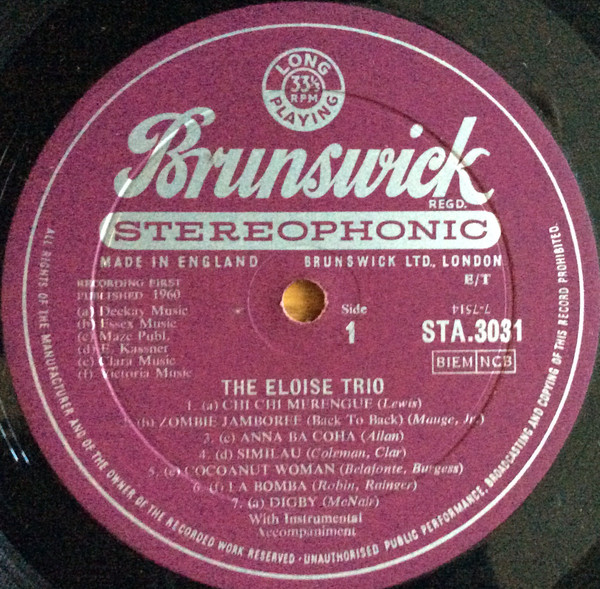 LONG
33⅓
RPM
PLAYING
Brunswick
REGD.
STEREOPHONIC
MADE IN ENGLAND BRUNSWICK LTD., LONDON
E/T
RECORDING FIRST
PUBLISHED 1960
(a) Deckay Music
(b) Essex Music
(c) Maze Publ.
(d) E. Kassner
(e) Clara Music
(f) Victoria Music
Side
1
7-7514
STA.3031
BIEM NCB
THE ELOISE TRIO
1. (a) CHI CHI MERENGUE (Lewis)
2. (b) ZOMBIE JAMBOREE (Back To Back) (Mauge, Jr.)
3. (c) ANNA BA COHA (Allan)
4. (d) SIMILAU (Coleman, Clar)
5. (e) COCOANUT WOMAN (Belafonte, Burgess)
6. (f) LA BOMBA (Robin, Rainger)
7. (a) DIGBY (McNair)
With Instrumental
Accompaniment
ALL RIGHTS OF THE MANUFACTURER AND OF THE OWNER OF THE RECORDED WORK RESERVED · UNAUTHORISED PUBLIC PERFORMANCE, BROADCASTING AND COPYING OF THIS RECORD PROHIBITED.